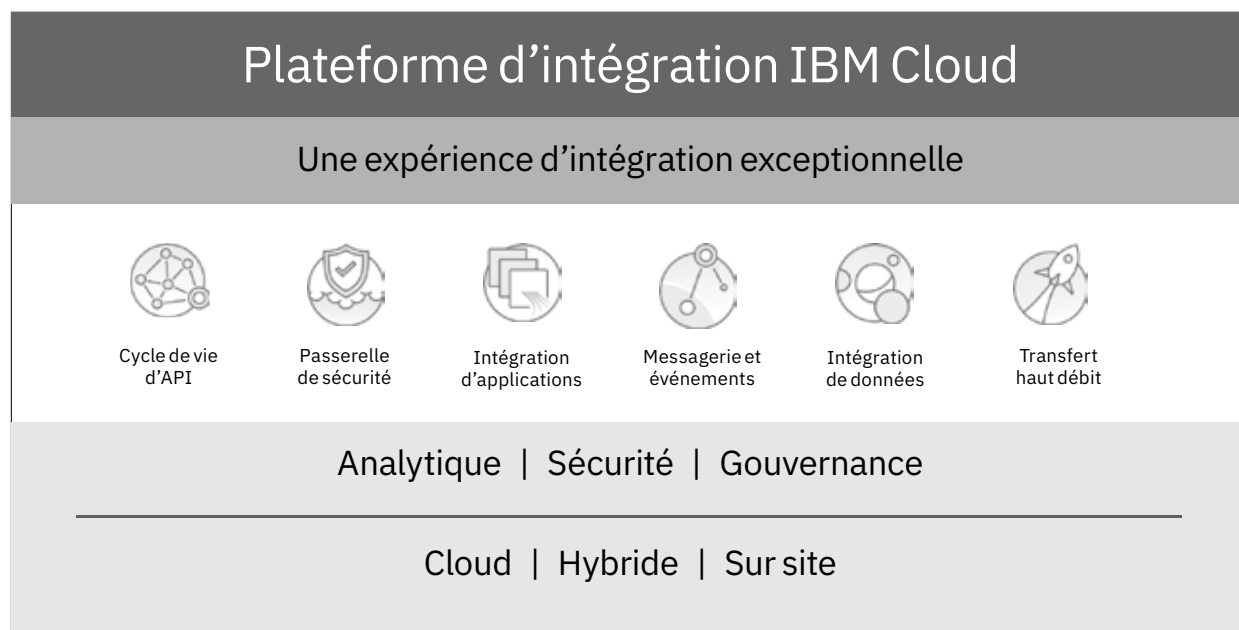 Plateforme d’intégration IBM Cloud
Une expérience d’intégration exceptionnelle
Cycle de vie
d’API
Passerelle
de sécurité
Intégration
d’applications
Messagerie et
événements
Intégration
de données
Transfert
haut débit
Analytique | Sécurité | Gouvernance
Cloud | Hybride | Sur site